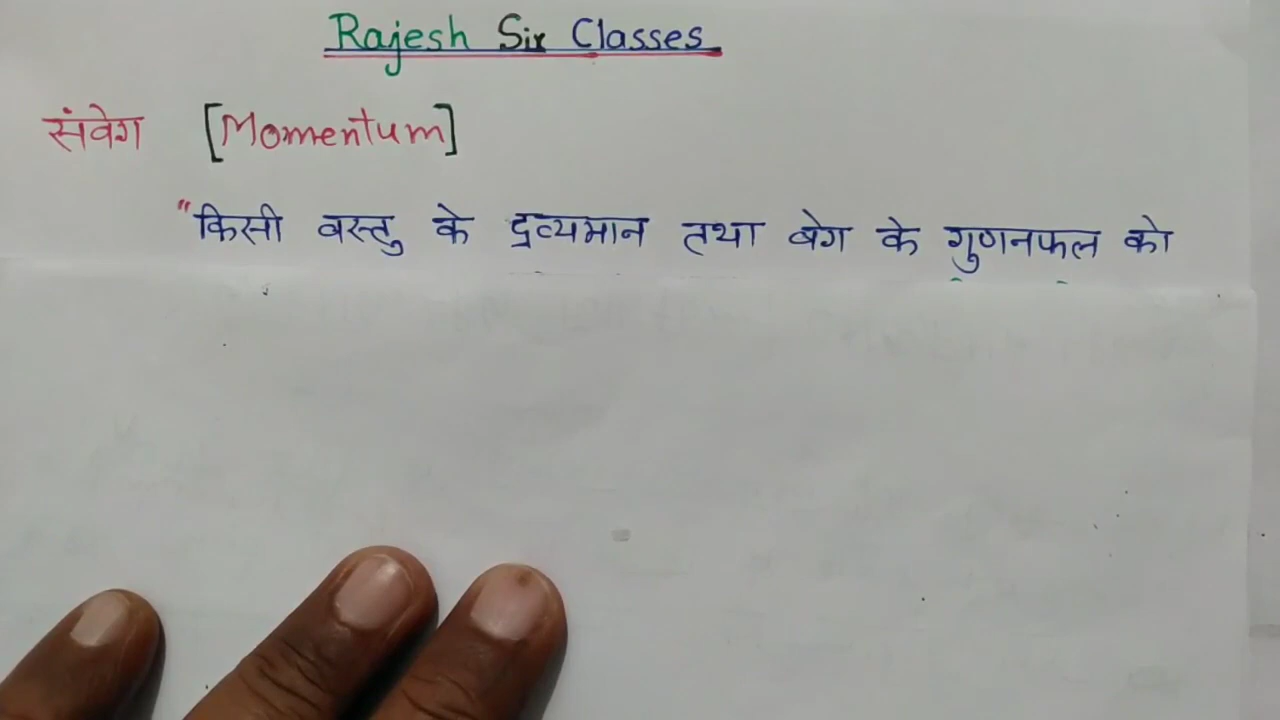 Rajesh Sir Classes
संवेग [Momentum]
"किसी वस्तु के द्रव्यमान तथा बेग के गुणनफल को